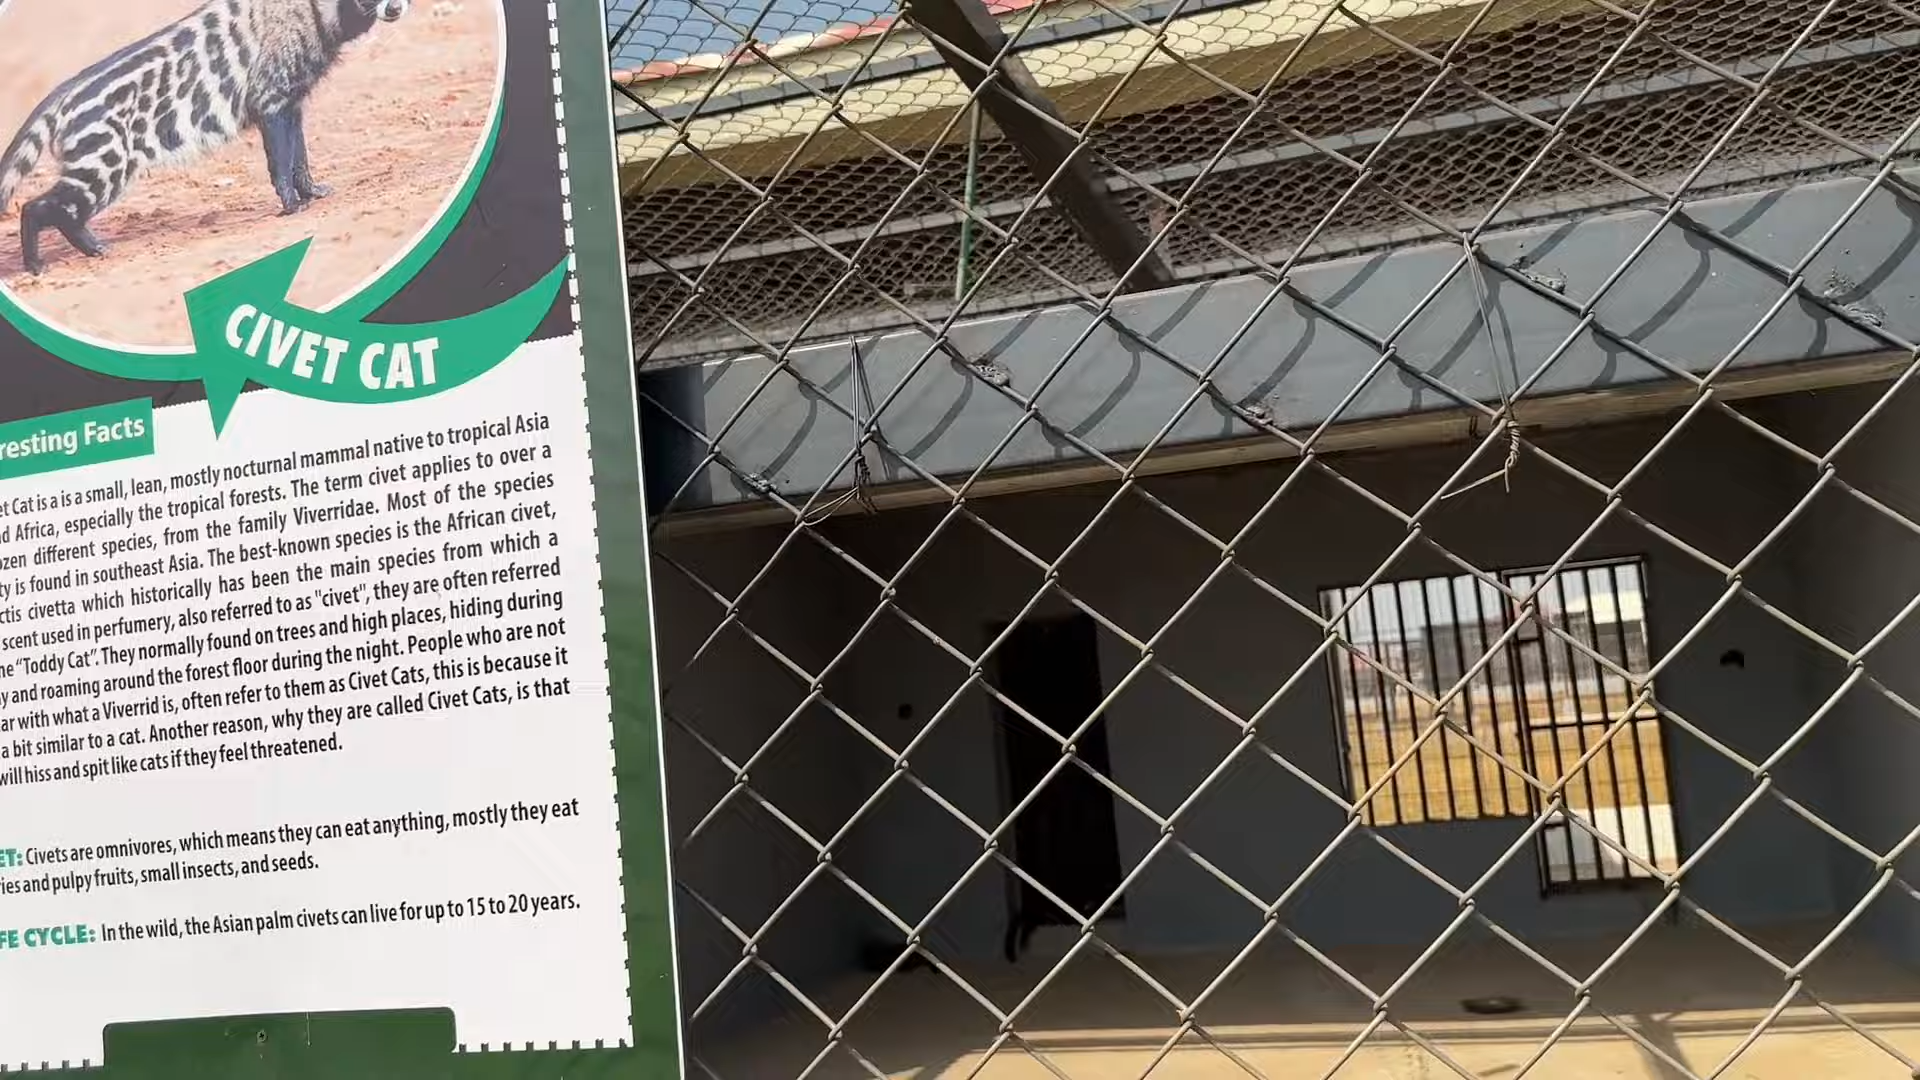 CIVET CAT
resting Facts
et Cat is a is a small, lean, mostly nocturnal mammal native to tropical Asia
d Africa, especially the tropical forests. The term civet applies to over a
ozen different species, from the family Viverridae. Most of the species
ty is found in southeast Asia. The best-known species is the African civet,
ctis civetta which historically has been the main species from which a
scent used in perfumery, also referred to as "civet", they are often referred
he "Toddy Cat". They normally found on trees and high places, hiding during
y and roaming around the forest floor during the night. People who are not
ar with what a Viverrid is, often refer to them as Civet Cats, this is because it
a bit similar to a cat. Another reason, why they are called Civet Cats, is that
will hiss and spit like cats if they feel threatened.
ET: Civets are omnivores, which means they can eat anything, mostly they eat
ries and pulpy fruits, small insects, and seeds.
FE CYCLE: In the wild, the Asian palm civets can live for up to 15 to 20 years.